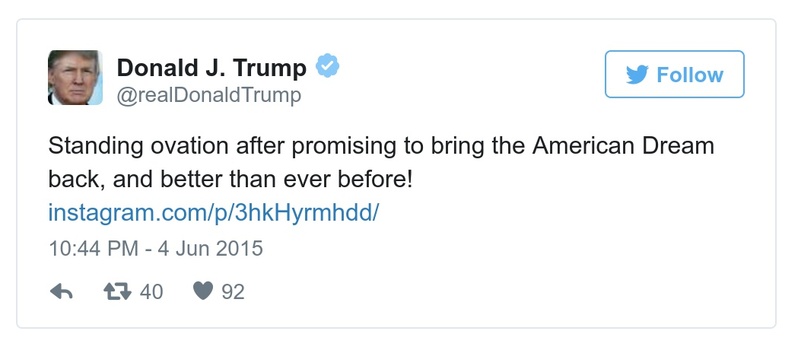 Donald J. Trump
@realDonaldTrump
Follow
Standing ovation after promising to bring the American Dream
back, and better than ever before!
instagram.com/p/3hkHyrmhdd/
10:44 PM - 4 Jun 2015
40 92